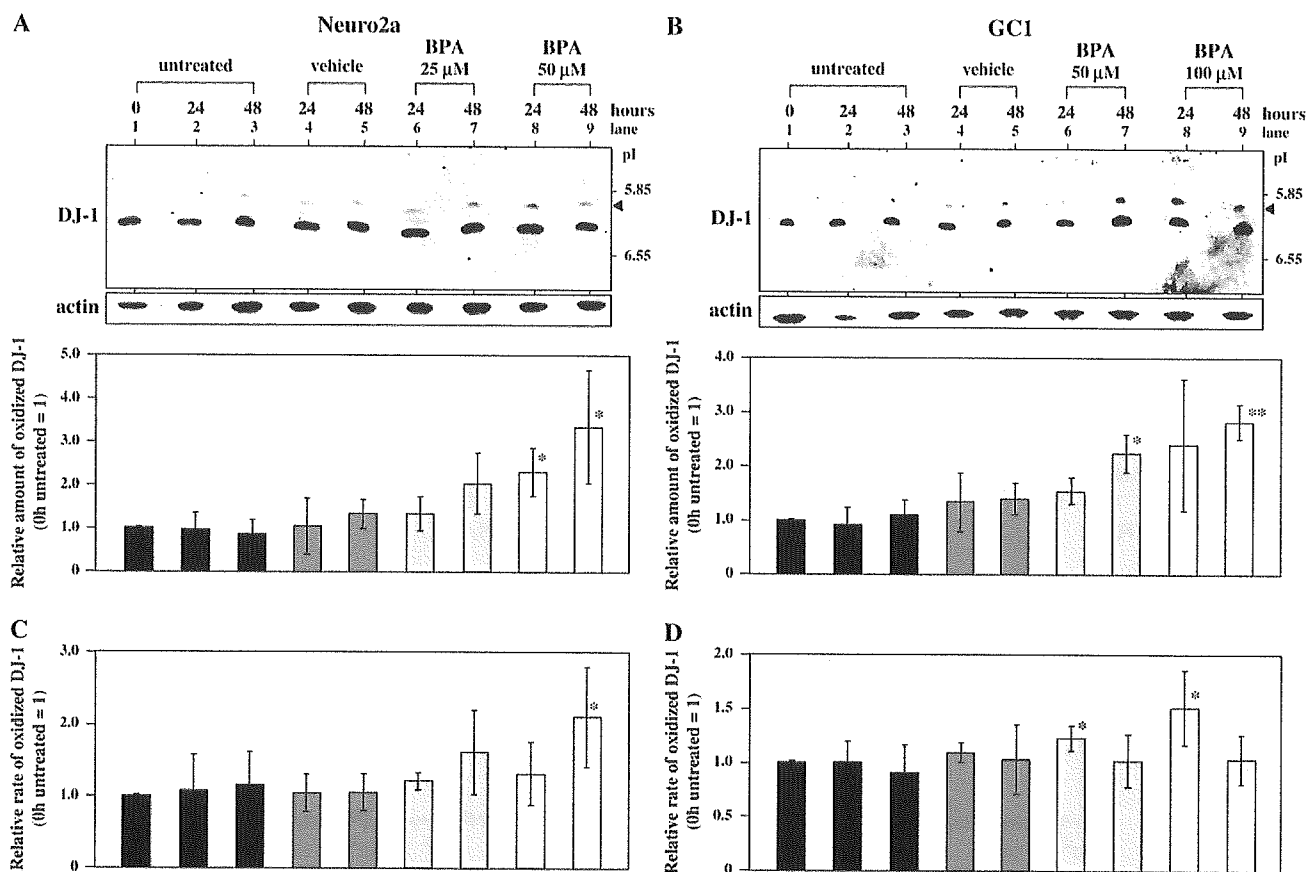 A
Neuro2a
untreated
vehicle
BPA
25 μM
BPA
50 μM
0 24 48 24 48 24 48 24 48 hours
1 2 3 4 5 6 7 8 9 lane
pI
DJ-1
5.85
6.55
actin
Relative amount of oxidized DJ-1
(0h untreated = 1)
5.0
4.0
3.0
2.0
1.0
0
*
*
B
GC1
untreated
vehicle
BPA
50 μM
BPA
100 μM
0 24 48 24 48 24 48 24 48 hours
1 2 3 4 5 6 7 8 9 lane
pI
DJ-1
5.85
6.55
actin
Relative amount of oxidized DJ-1
(0h untreated = 1)
4.0
3.0
2.0
1.0
0
*
**
C
Relative rate of oxidized DJ-1
(0h untreated = 1)
3.0
2.0
1.0
0
*
D
Relative rate of oxidized DJ-1
(0h untreated = 1)
2.0
1.5
1.0
0.5
0
*
*